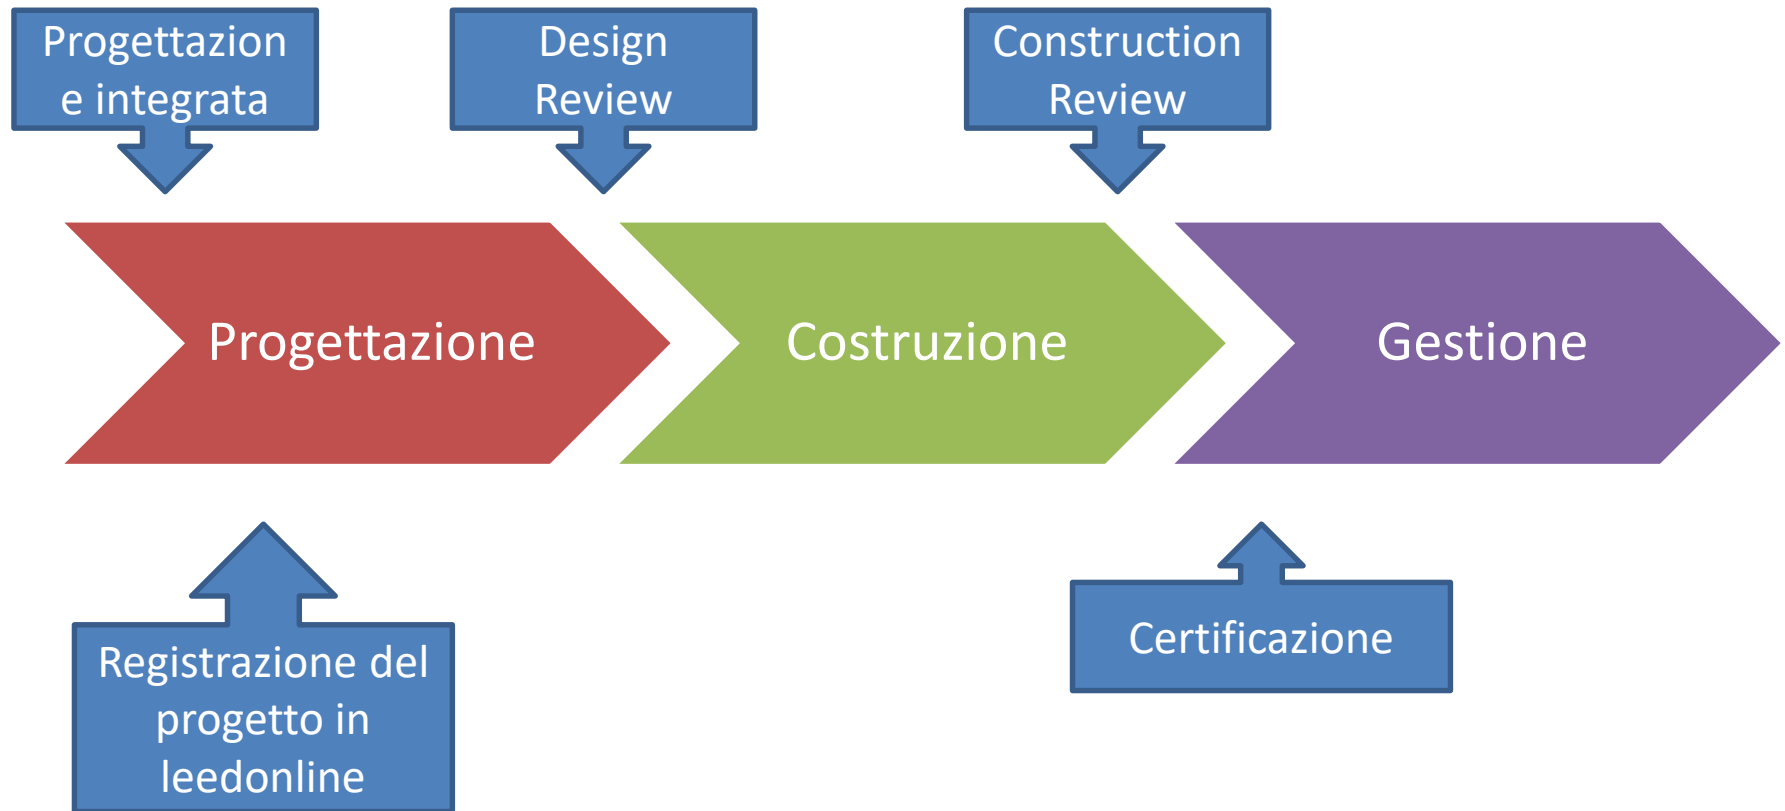 Progettazion
e integrata
Design
Review
Construction
Review
Progettazione
Costruzione
Gestione
Registrazione del
progetto in
leedonline
Certificazione